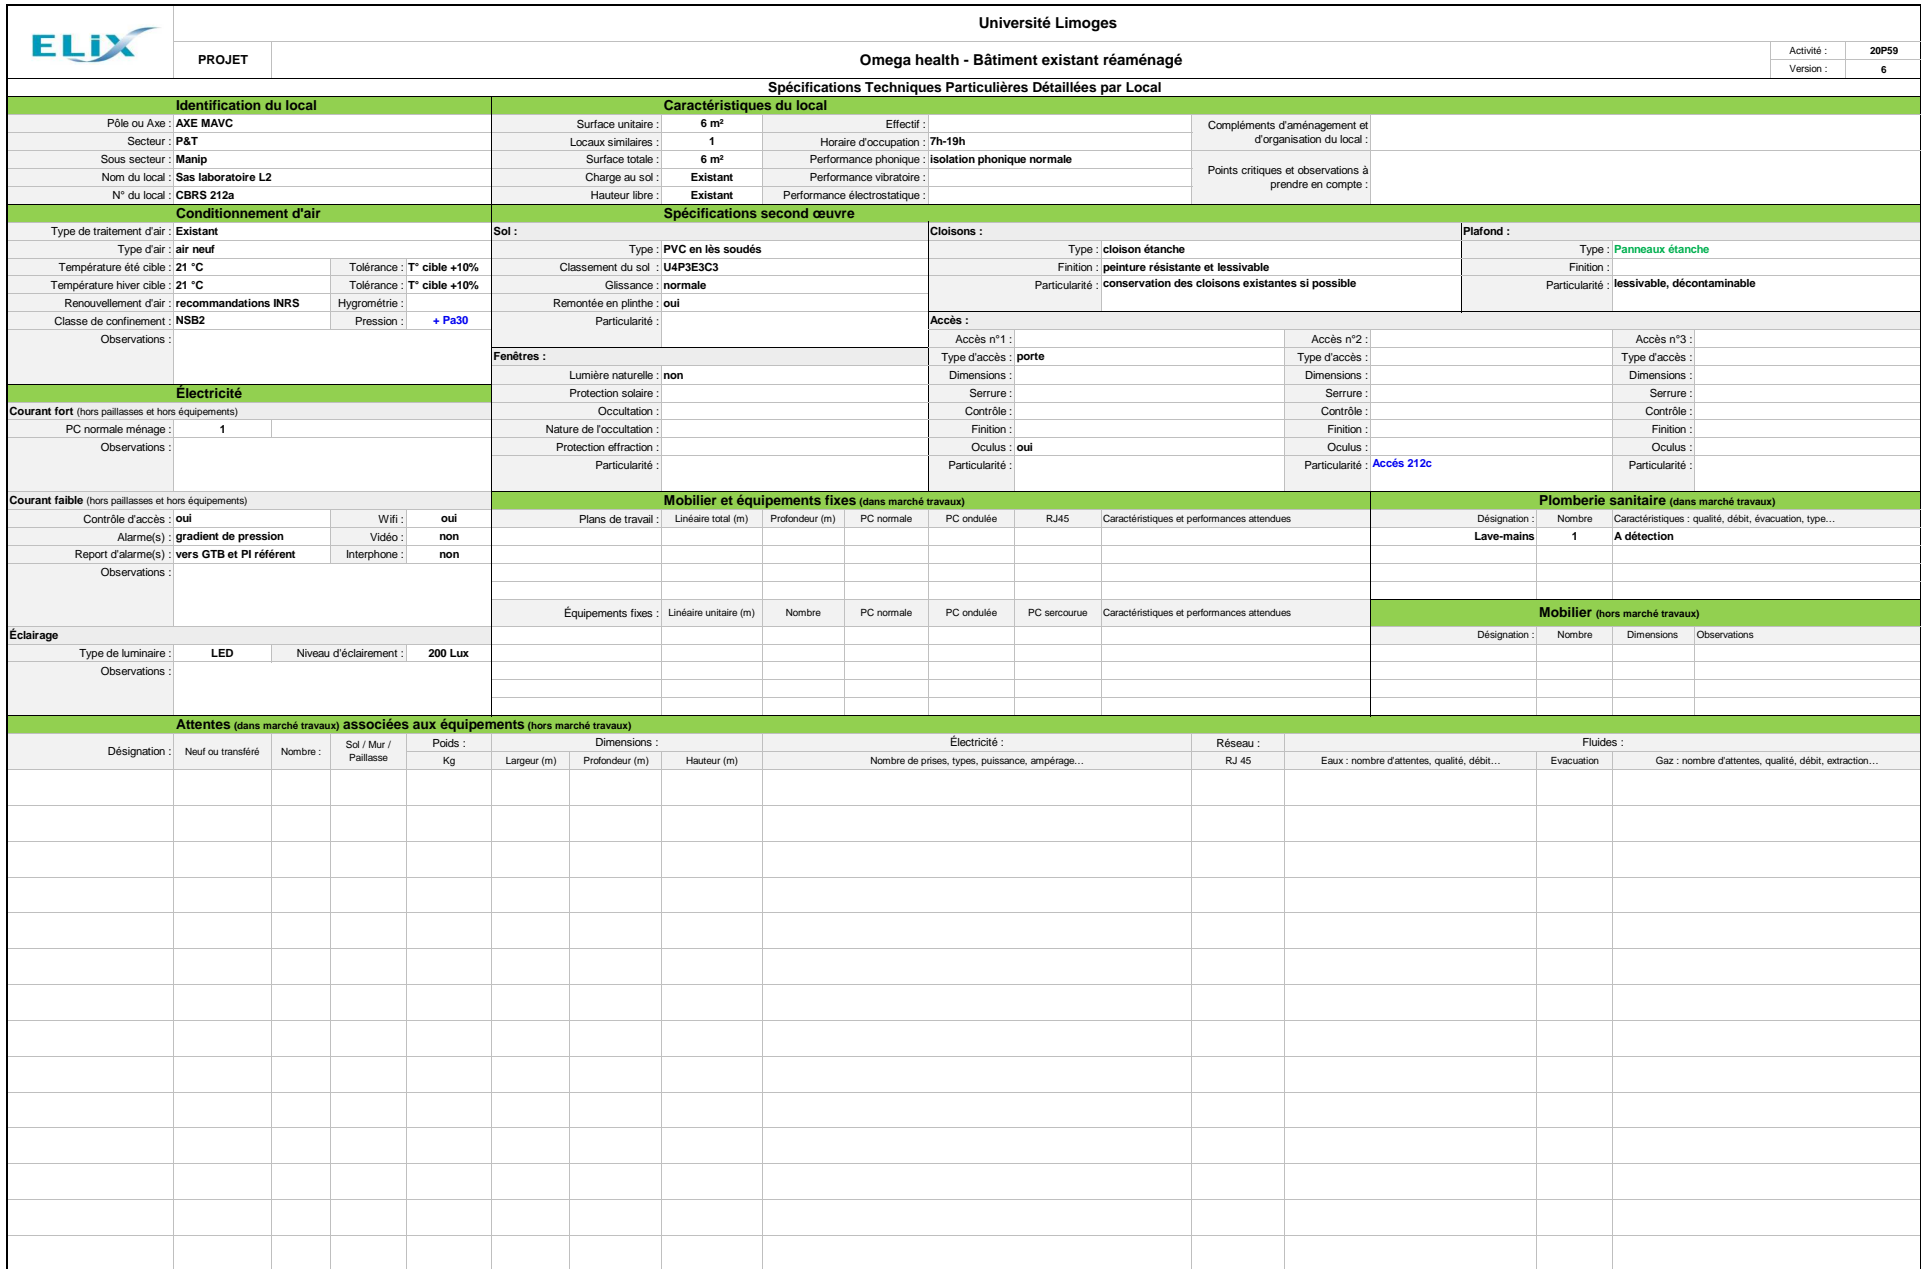 ELiX
Université Limoges
PROJET
Omega health - Bâtiment existant réaménagé
Activité : 20P59
Version : 6
Spécifications Techniques Particulières Détaillées par Local
Identification du local
Caractéristiques du local
Pôle ou Axe : AXE MAVC
Secteur : P&T
Sous secteur : Manip
Nom du local : Sas laboratoire L2
N° du local : CBRS 212a
Surface unitaire : 6 m² Effectif :
Locaux similaires : 1 Horaire d'occupation : 7h-19h
Surface totale : 6 m² Performance phonique : isolation phonique normale
Charge au sol : Existant Performance vibratoire :
Hauteur libre : Existant Performance électrostatique :
Compléments d'aménagement et
d'organisation du local :
Points critiques et observations à
prendre en compte :
Conditionnement d'air
Type de traitement d'air : Existant
Type d'air : air neuf
Température été cible : 21 °C Tolérance : T° cible +10%
Température hiver cible : 21 °C Tolérance : T° cible +10%
Renouvellement d'air : recommandations INRS Hygrométrie :
Classe de confinement : NSB2 Pression : + Pa30
Observations :
Spécifications second œuvre
Sol :
Type : PVC en lès soudés
Classement du sol : U4P3E3C3
Glissance : normale
Remontée en plinthe : oui
Particularité :
Cloisons :
Type : cloison étanche
Finition : peinture résistante et lessivable
Particularité : conservation des cloisons existantes si possible
Plafond :
Type : Panneaux étanche
Finition :
Particularité : lessivable, décontaminable
Fenêtres :
Lumière naturelle : non
Protection solaire :
Occultation :
Nature de l'occultation :
Protection effraction :
Particularité :
Accès :
Accès n°1 :
Type d'accès : porte
Dimensions :
Serrure :
Contrôle :
Finition :
Oculus : oui
Particularité :
Accès n°2 :
Type d'accès :
Dimensions :
Serrure :
Contrôle :
Finition :
Oculus :
Particularité : Accés 212c
Accès n°3 :
Type d'accès :
Dimensions :
Serrure :
Contrôle :
Finition :
Oculus :
Particularité :
Électricité
Courant fort (hors paillasses et hors équipements)
PC normale ménage : 1
Observations :
Courant faible (hors paillasses et hors équipements)
Contrôle d'accès : oui Wifi : oui
Alarme(s) : gradient de pression Vidéo : non
Report d'alarme(s) : vers GTB et PI référent Interphone : non
Observations :
Éclairage
Type de luminaire : LED Niveau d'éclairement : 200 Lux
Observations :
Mobilier et équipements fixes (dans marché travaux)
Plans de travail : Linéaire total (m) Profondeur (m) PC normale PC ondulée RJ45 Caractéristiques et performances attendues
Équipements fixes : Linéaire unitaire (m) Nombre PC normale PC ondulée PC sercourue Caractéristiques et performances attendues
Plomberie sanitaire (dans marché travaux)
Désignation : Nombre Caractéristiques : qualité, débit, évacuation, type…
Lave-mains 1 A détection
Mobilier (hors marché travaux)
Désignation : Nombre Dimensions Observations
Attentes (dans marché travaux) associées aux équipements (hors marché travaux)
Désignation : Neuf ou transféré Nombre : Sol / Mur /
Paillasse
Poids : Dimensions : Électricité : Réseau : Fluides :
Kg Largeur (m) Profondeur (m) Hauteur (m) Nombre de prises, types, puissance, ampérage… RJ 45 Eaux : nombre d'attentes, qualité, débit… Evacuation Gaz : nombre d'attentes, qualité, débit, extraction…